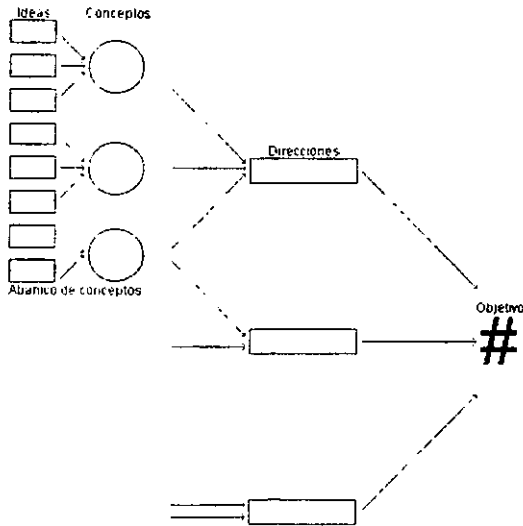 Ideas
Conceptos
Direcciones
Abanico de conceptos
Objetivo
#